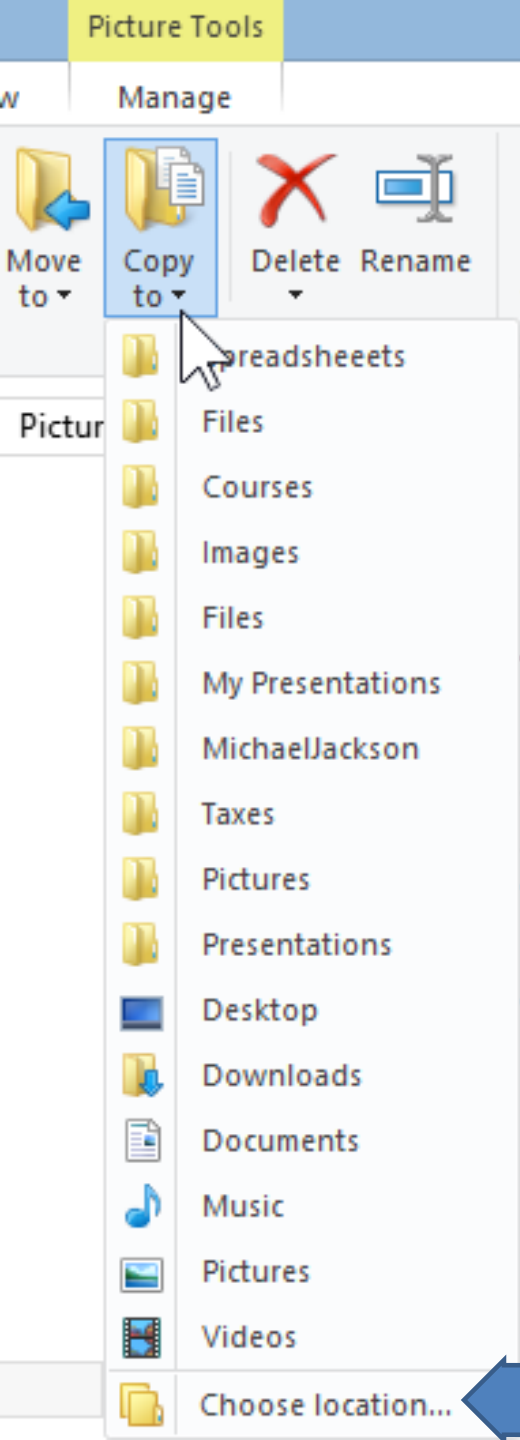 Picture Tools
w
Manage
Move
to
Copy
to
Delete
Rename
preadsheeets
Pictur
Files
Courses
Images
Files
My Presentations
MichaelJackson
Taxes
Pictures
Presentations
Desktop
Downloads
Documents
Music
Pictures
Videos
Choose location...